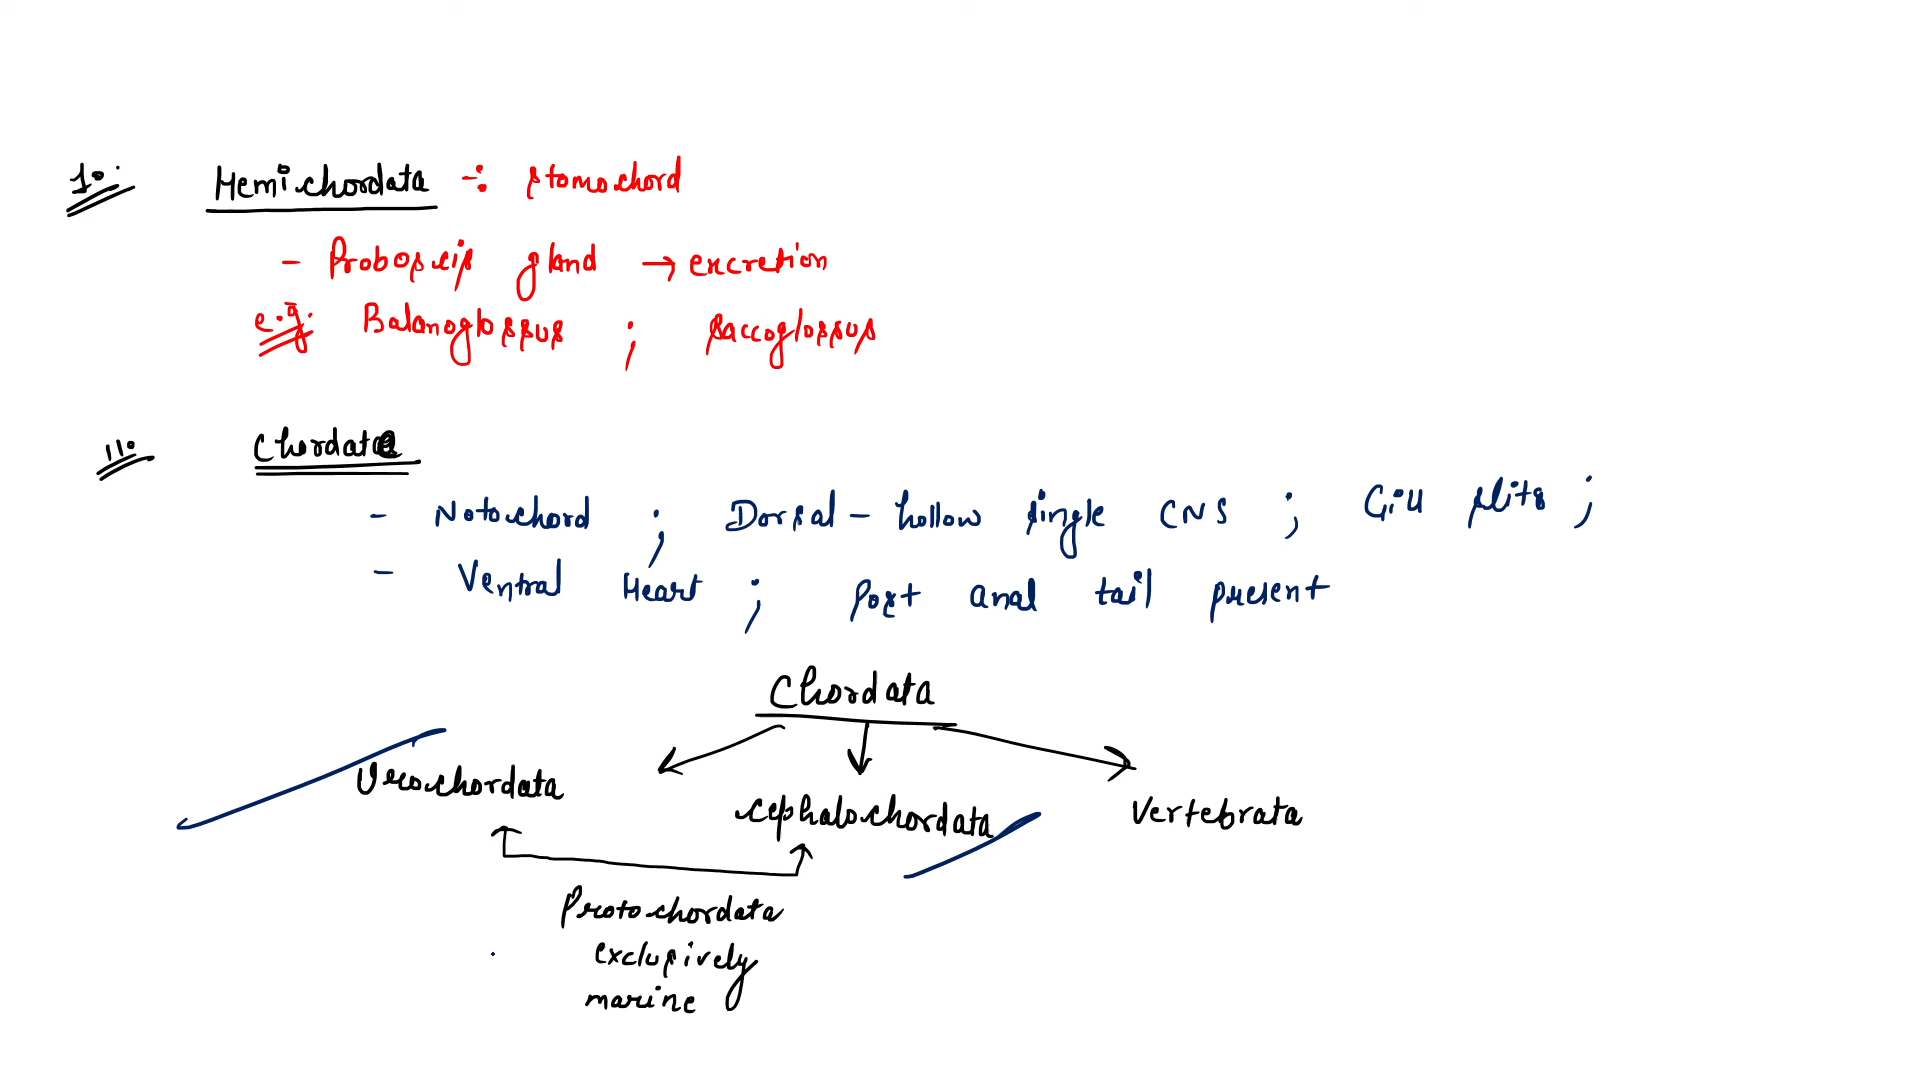 10. Hemichordata -: stomochord
- Proboscis gland → excretion
e.g. Balanoglossus ; Saccoglossus
11. Chordata
- Notochord ; Dorsal - hollow single CNS ; Gill slits ;
- Ventral Heart ; Post anal tail present
Chordata
Urochordata cephalochordata Vertebrata
Protochordata
exclusively
marine